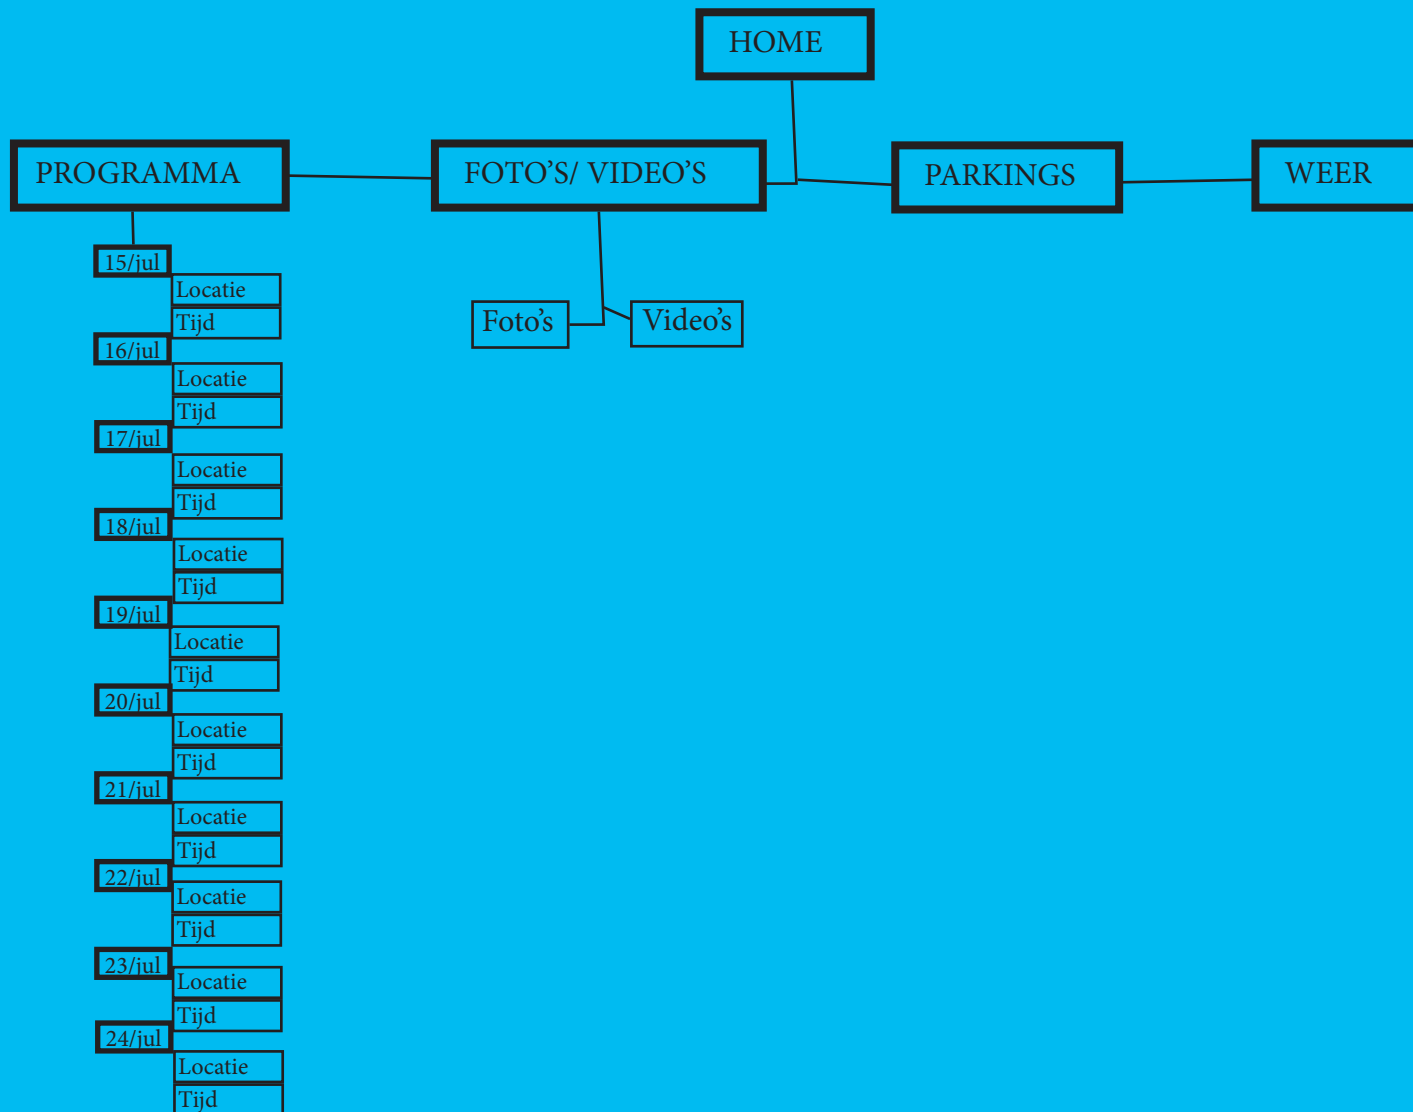 HOME
PROGRAMMA
FOTO’S/ VIDEO’S
PARKINGS
WEER
15/jul
Locatie
Tijd
16/jul
Locatie
Tijd
17/jul
Locatie
Tijd
18/jul
Locatie
Tijd
19/jul
Locatie
Tijd
20/jul
Locatie
Tijd
21/jul
Locatie
Tijd
22/jul
Locatie
Tijd
23/jul
Locatie
Tijd
24/jul
Locatie
Tijd
Foto’s
Video’s